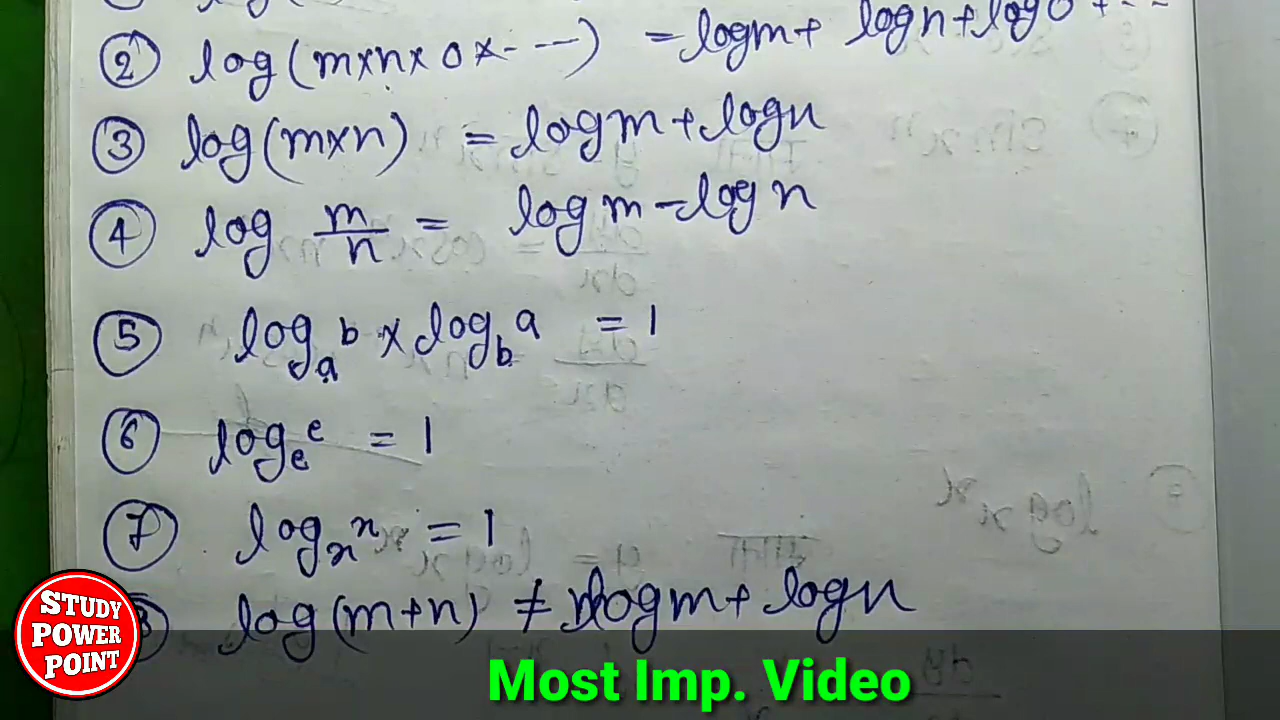 ② log(m×n×o×----) = logm + logn + logo + --
③ log(m×n) = logm + logn
④ log m/n = logm - logn
⑤ logₐb × log_b a = 1
⑥ logₑe = 1
⑦ logₓx = 1
⑧ log(m+n) ≠ logm + logn
STUDY
POWER
POINT
Most Imp. Video